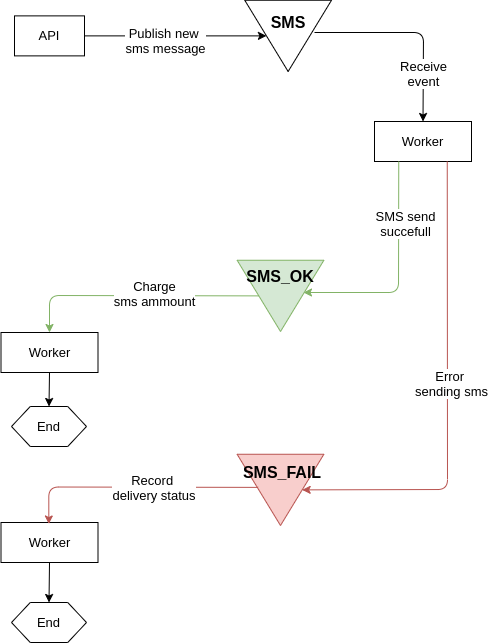 API
Publish new
sms message
SMS
Receive
event
Worker
SMS send
succefull
SMS_OK
Charge
sms ammount
Worker
End
Error
sending sms
SMS_FAIL
Record
delivery status
Worker
End